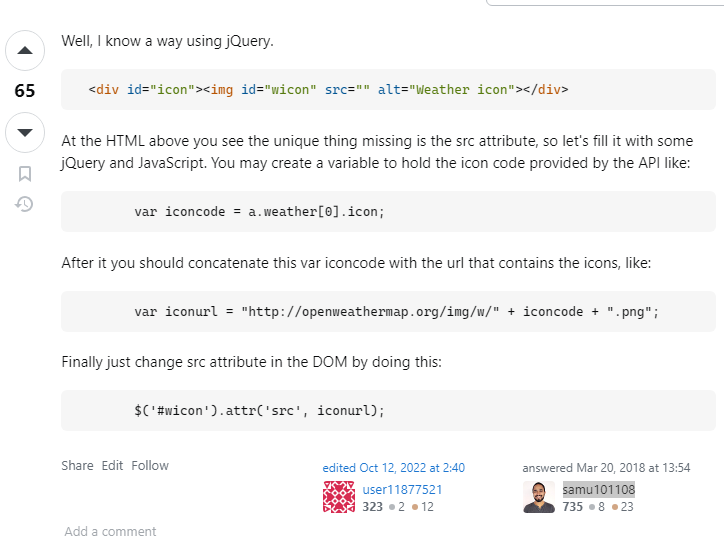 Well, I know a way using jQuery.
65
<div id="icon"><img id="wicon" src="" alt="Weather icon"></div>
At the HTML above you see the unique thing missing is the src attribute, so let's fill it with some
jQuery and JavaScript. You may create a variable to hold the icon code provided by the API like:
var iconcode = a.weather[0].icon;
After it you should concatenate this var iconcode with the url that contains the icons, like:
var iconurl = "http://openweathermap.org/img/w/" + iconcode + ".png";
Finally just change src attribute in the DOM by doing this:
$('#wicon').attr('src', iconurl);
Share Edit Follow
edited Oct 12, 2022 at 2:40
user11877521
323 2 12
answered Mar 20, 2018 at 13:54
samu101108
735 8 23
Add a comment